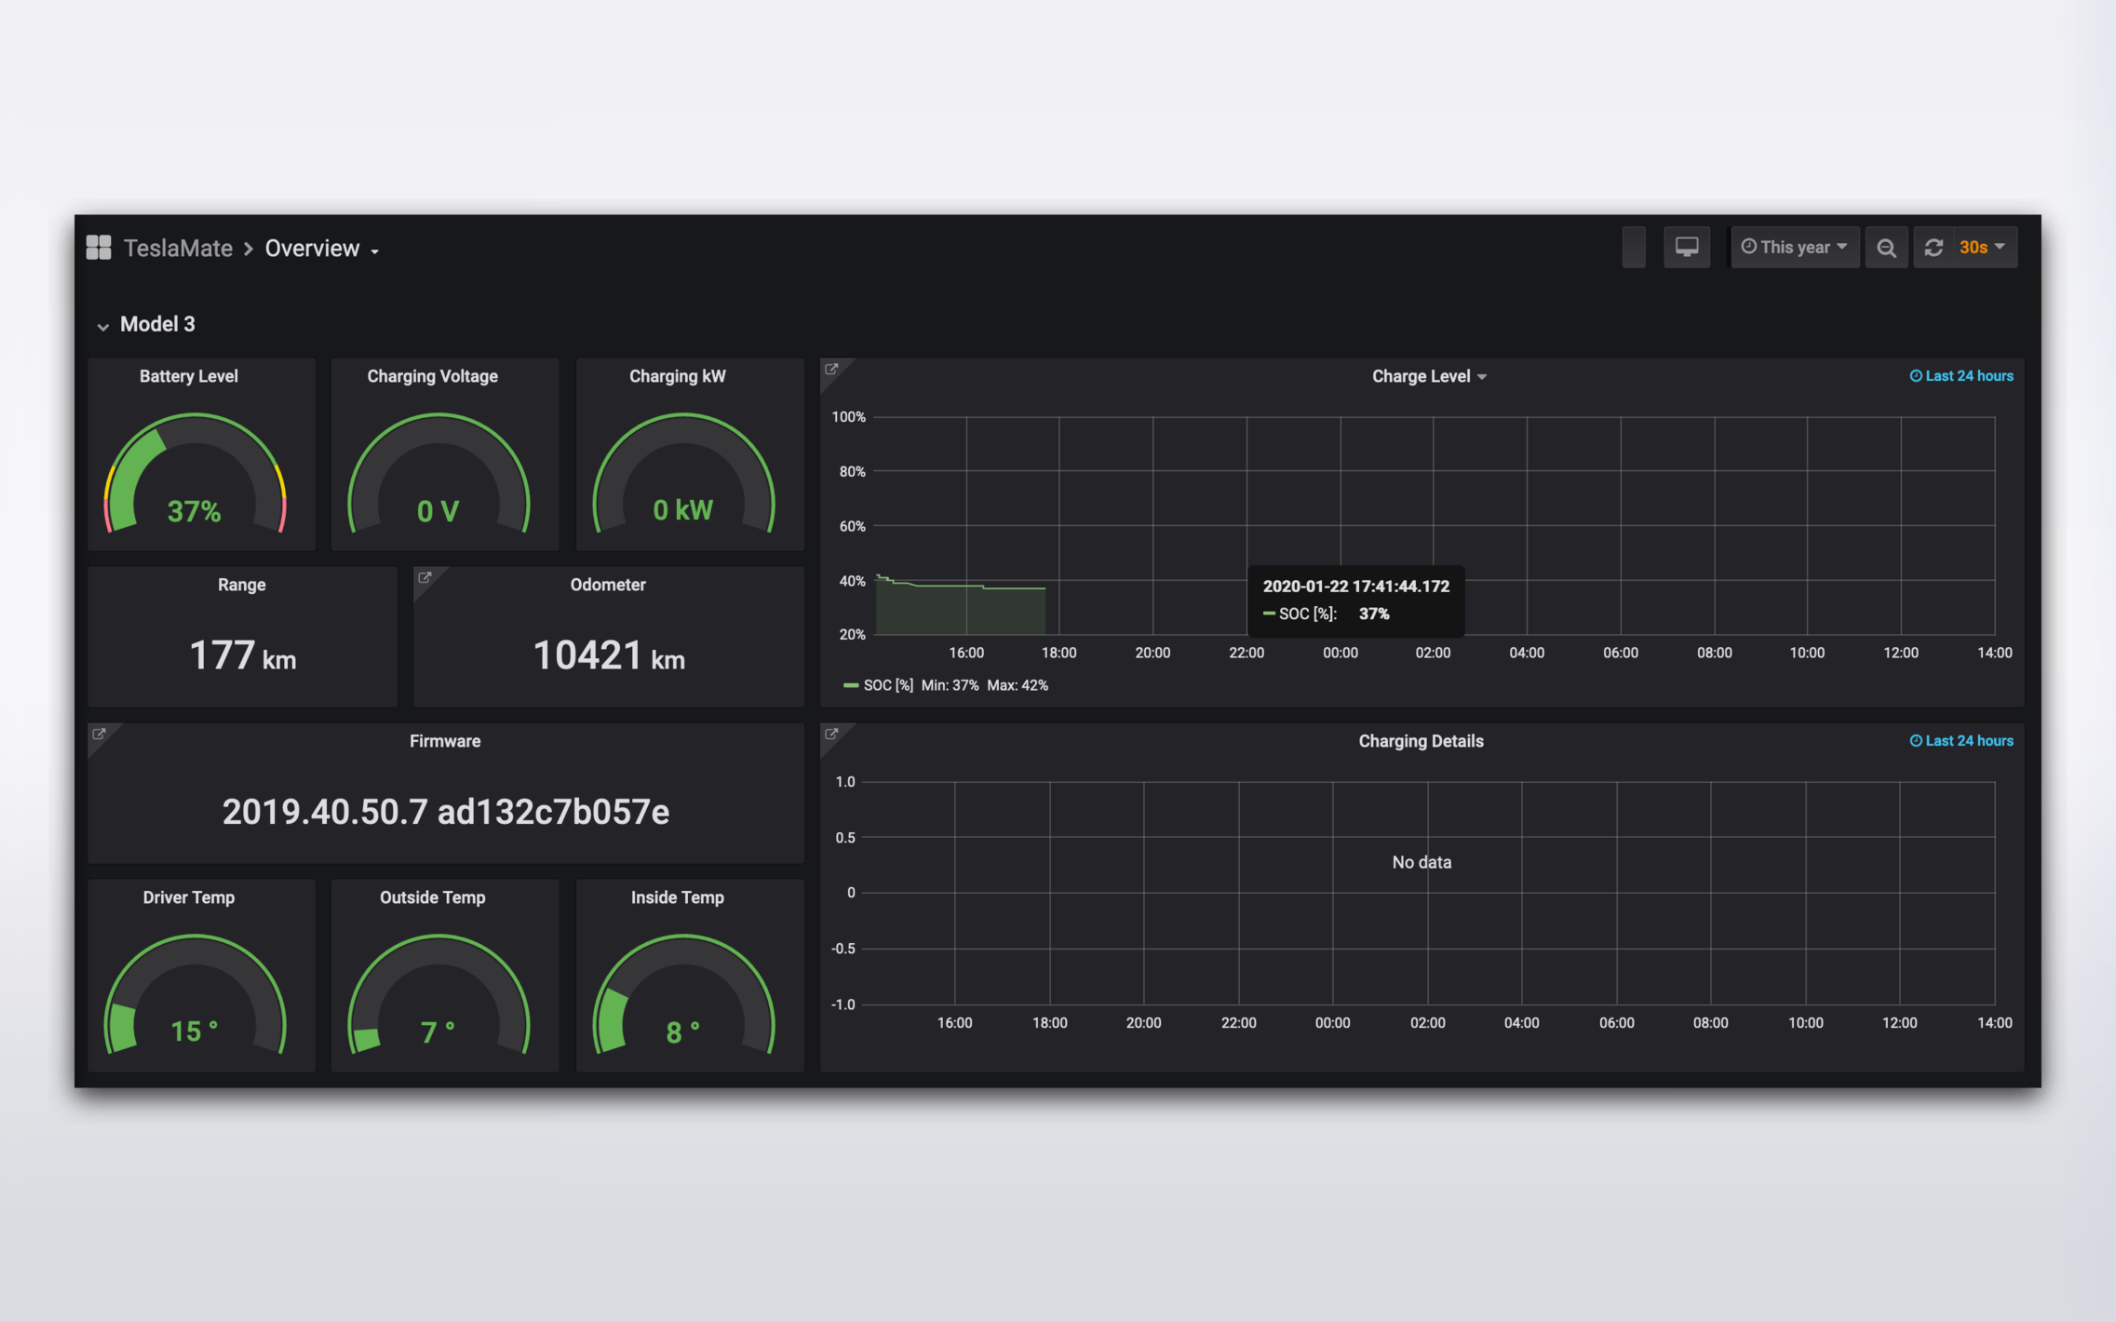 TeslaMate > Overview
This year
30s
Model 3
Battery Level
37%
Charging Voltage
0 V
Charging kW
0 kW
Range
177 km
Odometer
10421 km
Firmware
2019.40.50.7 ad132c7b057e
Driver Temp
15 °
Outside Temp
7 °
Inside Temp
8 °
Charge Level
Last 24 hours
100%
80%
60%
40%
20%
2020-01-22 17:41:44.172
SOC [%]: 37%
16:00 18:00 20:00 22:00 00:00 02:00 04:00 06:00 08:00 10:00 12:00 14:00
SOC [%] Min: 37% Max: 42%
Charging Details
Last 24 hours
1.0
0.5
0
-0.5
-1.0
No data
16:00 18:00 20:00 22:00 00:00 02:00 04:00 06:00 08:00 10:00 12:00 14:00